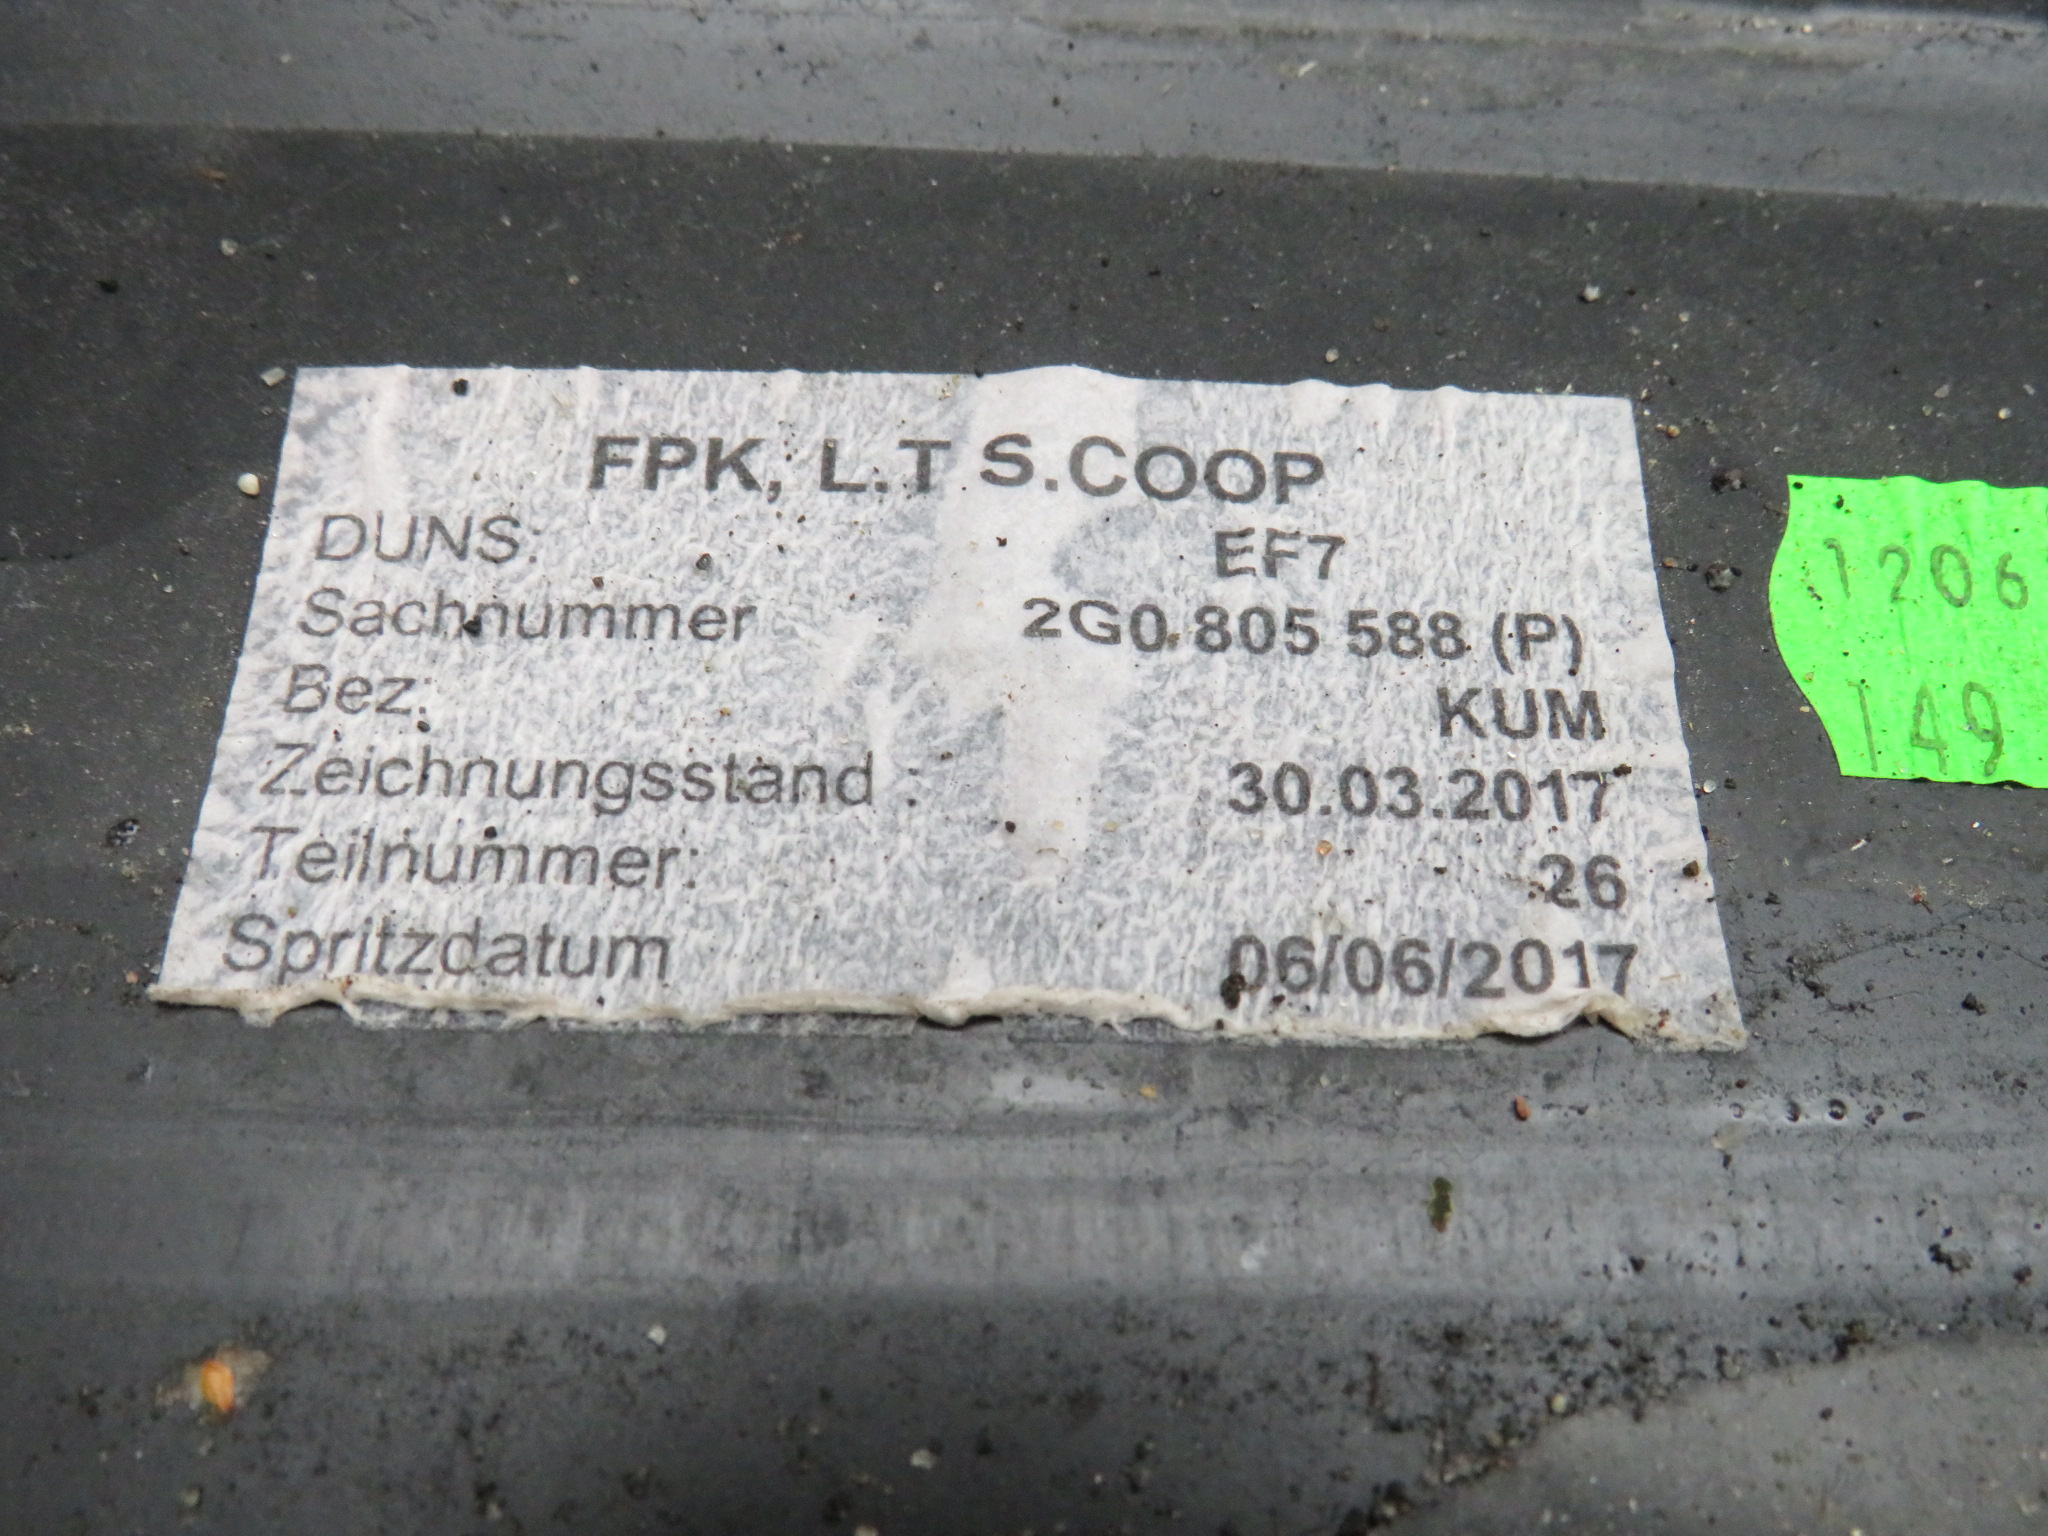 FPK, L.T S.COOP
DUNS: EF7
Sachnummer 2G0 805 588 (P)
Bez: KUM
Zeichnungsstand : 30.03.2017
Teilnummer: 26
Spritzdatum 06/06/2017
1206
149